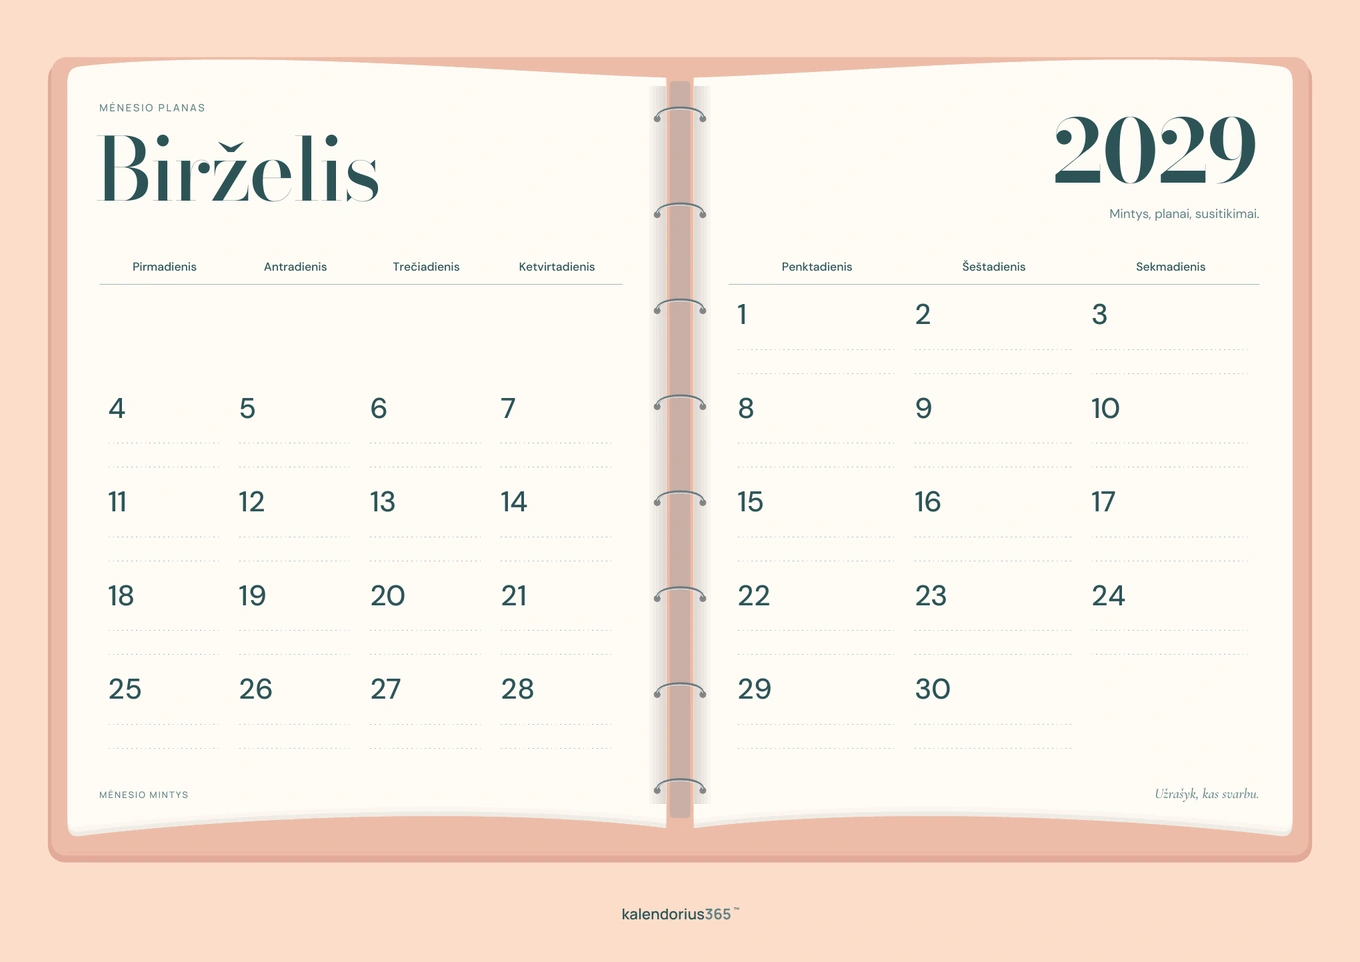 MĖNESIO PLANAS
Birželis
2029
Mintys, planai, susitikimai.
Pirmadienis Antradienis Trečiadienis Ketvirtadienis Penktadienis Šeštadienis Sekmadienis
1 2 3
4 5 6 7 8 9 10
11 12 13 14 15 16 17
18 19 20 21 22 23 24
25 26 27 28 29 30
MĖNESIO MINTYS
Užrašyk, kas svarbu.
kalendorius365™